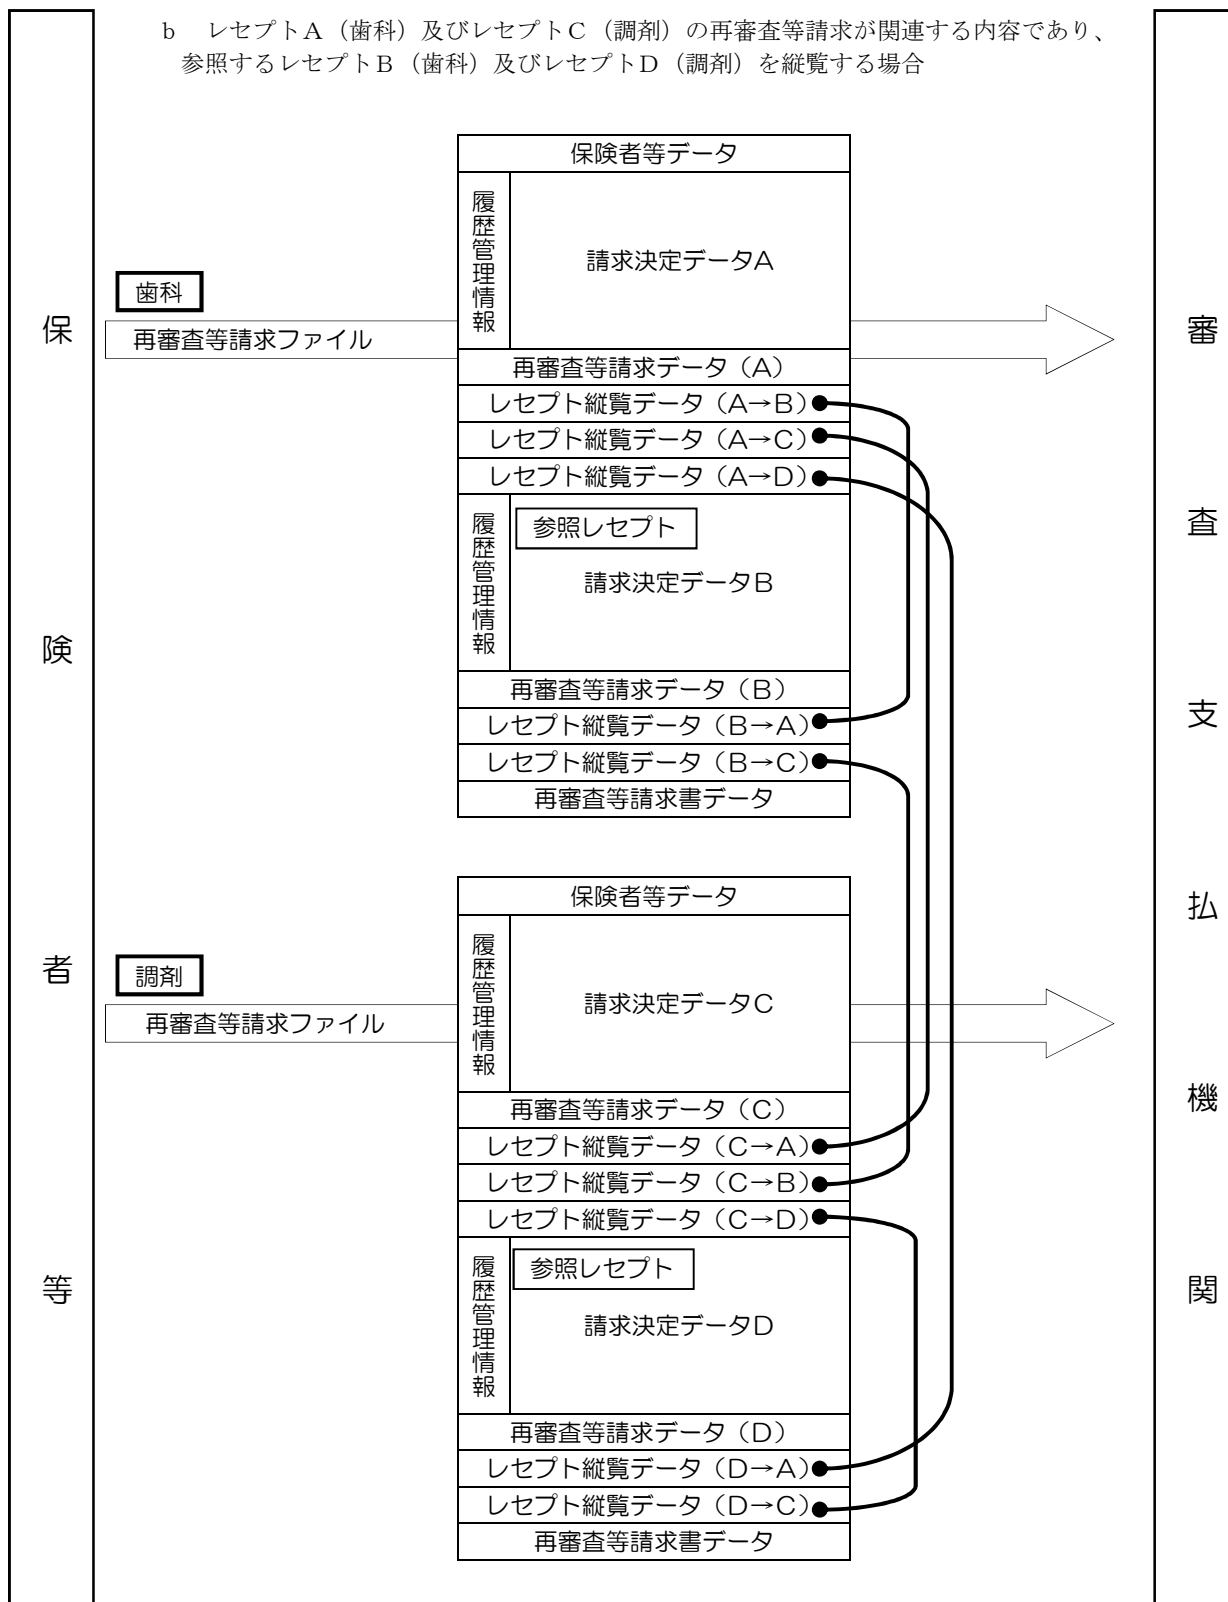 b　レセプトA（歯科）及びレセプトC（調剤）の再審査等請求が関連する内容であり、
参照するレセプトB（歯科）及びレセプトD（調剤）を縦覧する場合
保険者等
歯科
再審査等請求ファイル
保険者等データ
履歴管理情報
請求決定データA
再審査等請求データ（A）
レセプト縦覧データ（A→B）
レセプト縦覧データ（A→C）
レセプト縦覧データ（A→D）
履歴管理情報
参照レセプト
請求決定データB
再審査等請求データ（B）
レセプト縦覧データ（B→A）
レセプト縦覧データ（B→C）
再審査等請求書データ
調剤
再審査等請求ファイル
保険者等データ
履歴管理情報
請求決定データC
再審査等請求データ（C）
レセプト縦覧データ（C→A）
レセプト縦覧データ（C→B）
レセプト縦覧データ（C→D）
履歴管理情報
参照レセプト
請求決定データD
再審査等請求データ（D）
レセプト縦覧データ（D→A）
レセプト縦覧データ（D→C）
再審査等請求書データ
審査支払機関